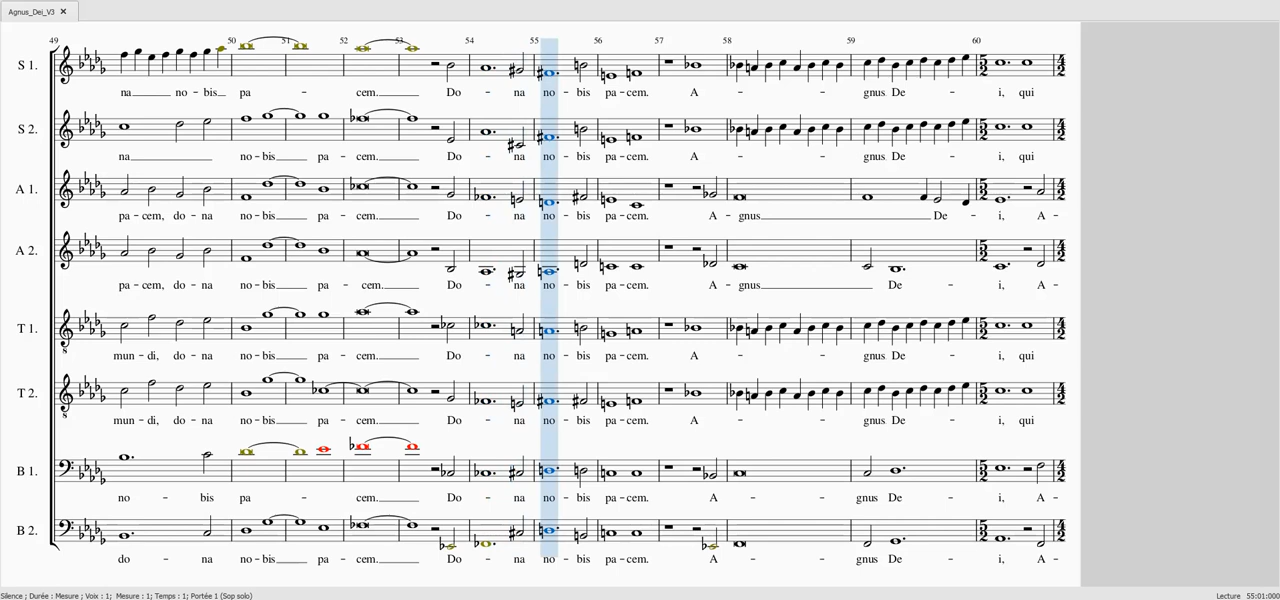 Agnus_Dei_V3 ✕
49 50 51 52 53 54 55 56 57 58 59 60
S 1.
na no - bis pa - cem. Do - na no - bis pa - cem. A - gnus De - i, qui
S 2.
na no - bis pa - cem. Do - na no - bis pa - cem. A - gnus De - i, qui
A 1.
pa - cem, do - na no - bis pa - cem. Do - na no - bis pa - cem. A - gnus De - i, A -
A 2.
pa - cem, do - na no - bis pa - cem. Do - na no - bis pa - cem. A - gnus De - i, A -
T 1.
mun - di, do - na no - bis pa - cem. Do - na no - bis pa - cem. A - gnus De - i, qui
T 2.
mun - di, do - na no - bis pa - cem. Do - na no - bis pa - cem. A - gnus De - i, qui
B 1.
no - bis pa - cem. Do - na no - bis pa - cem. A - gnus De - i, A -
B 2.
do - na no - bis pa - cem. Do - na no - bis pa - cem. A - gnus De - i, A -
Silence ; Durée : Mesure ; Voix : 1; Mesure : 1; Temps : 1; Portée 1 (Sop solo) Lecture 55:01:000